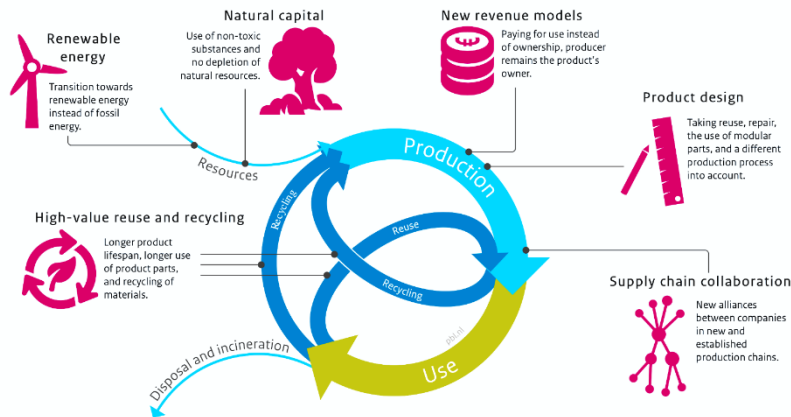 Renewable
energy
Transition towards
renewable energy
instead of fossil
energy.
Natural capital
Use of non-toxic
substances and
no depletion of
natural resources.
New revenue models
Paying for use instead
of ownership, producer
remains the product's
owner.
Product design
Taking reuse, repair,
the use of modular
parts, and a different
production process
into account.
Resources
Production
Recycling
Reuse
Recycling
High-value reuse and recycling
Longer product
lifespan, longer use
of product parts,
and recycling of
materials.
Supply chain collaboration
New alliances
between companies
in new and
established
production chains.
pbl.nl
Use
Disposal and incineration